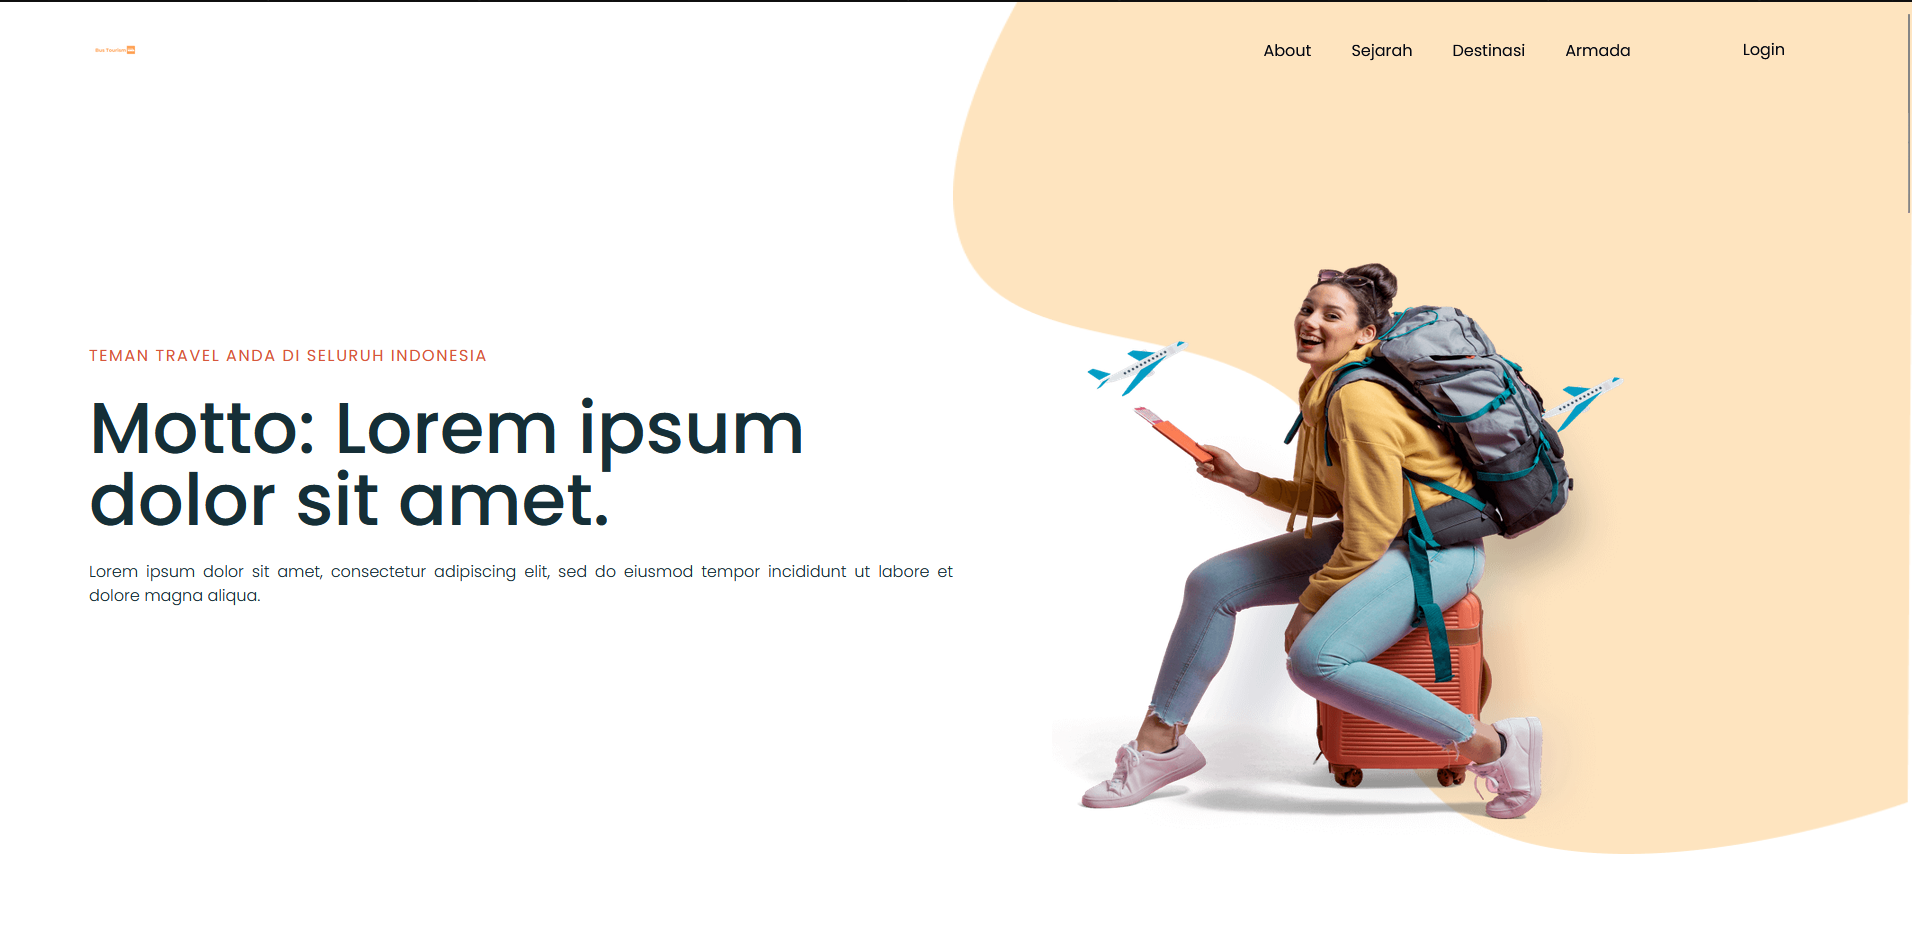 Bus Tourism
About Sejarah Destinasi Armada Login
TEMAN TRAVEL ANDA DI SELURUH INDONESIA
Motto: Lorem ipsum
dolor sit amet.
Lorem ipsum dolor sit amet, consectetur adipiscing elit, sed do eiusmod tempor incididunt ut labore et
dolore magna aliqua.